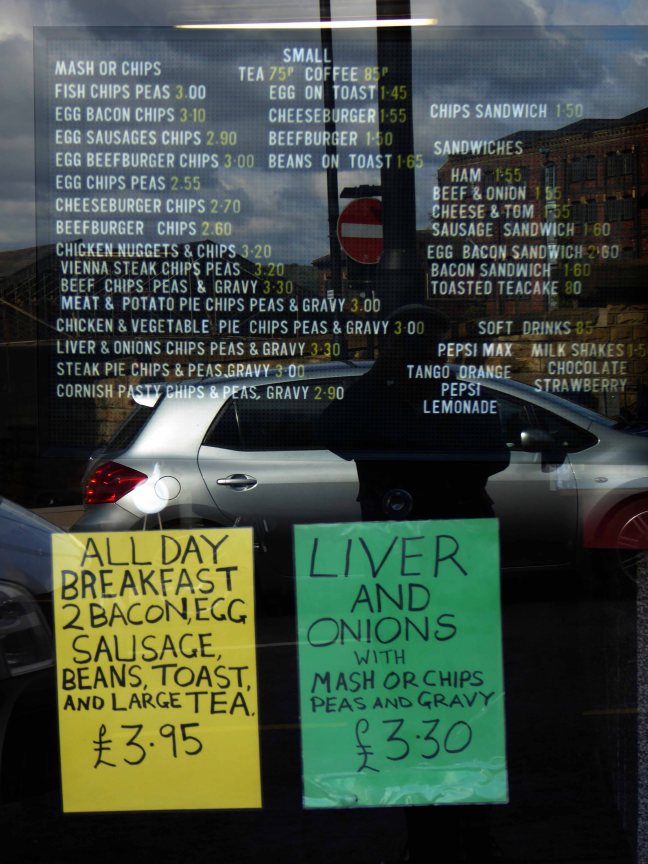 MASH OR CHIPS
FISH CHIPS PEAS 3.00
EGG BACON CHIPS 3·10
EGG SAUSAGES CHIPS 2.90
EGG BEEFBURGER CHIPS 3·00
EGG CHIPS PEAS 2.55
CHEESEBURGER CHIPS 2·70
BEEFBURGER CHIPS 2.60
CHICKEN NUGGETS & CHIPS 3·20
VIENNA STEAK CHIPS PEAS 3.20
BEEF CHIPS PEAS & GRAVY 3·30
MEAT & POTATO PIE CHIPS PEAS & GRAVY 3.00
CHICKEN & VEGETABLE PIE CHIPS PEAS & GRAVY 3·00
LIVER & ONIONS CHIPS PEAS & GRAVY 3·30
STEAK PIE CHIPS & PEAS,GRAVY 3·00
CORNISH PASTY CHIPS & PEAS, GRAVY 2·90
SMALL
TEA 75P COFFEE 85P
EGG ON TOAST 1·45
CHEESEBURGER 1·55
BEEFBURGER 1·50
BEANS ON TOAST 1·65
CHIPS SANDWICH 1·50
SANDWICHES
HAM 1·55
BEEF & ONION 1·55
CHEESE & TOM 1·55
SAUSAGE SANDWICH 1·60
EGG BACON SANDWICH 2·60
BACON SANDWICH 1·60
TOASTED TEACAKE 80
SOFT DRINKS 85
PEPSI MAX
TANGO ORANGE
PEPSI
LEMONADE
MILK SHAKES
CHOCOLATE
STRAWBERRY
ALL DAY
BREAKFAST
2 BACON, EGG
SAUSAGE,
BEANS, TOAST,
AND LARGE TEA.
£3·95
LIVER
AND
ONIONS
WITH
MASH OR CHIPS
PEAS AND GRAVY
£3·30